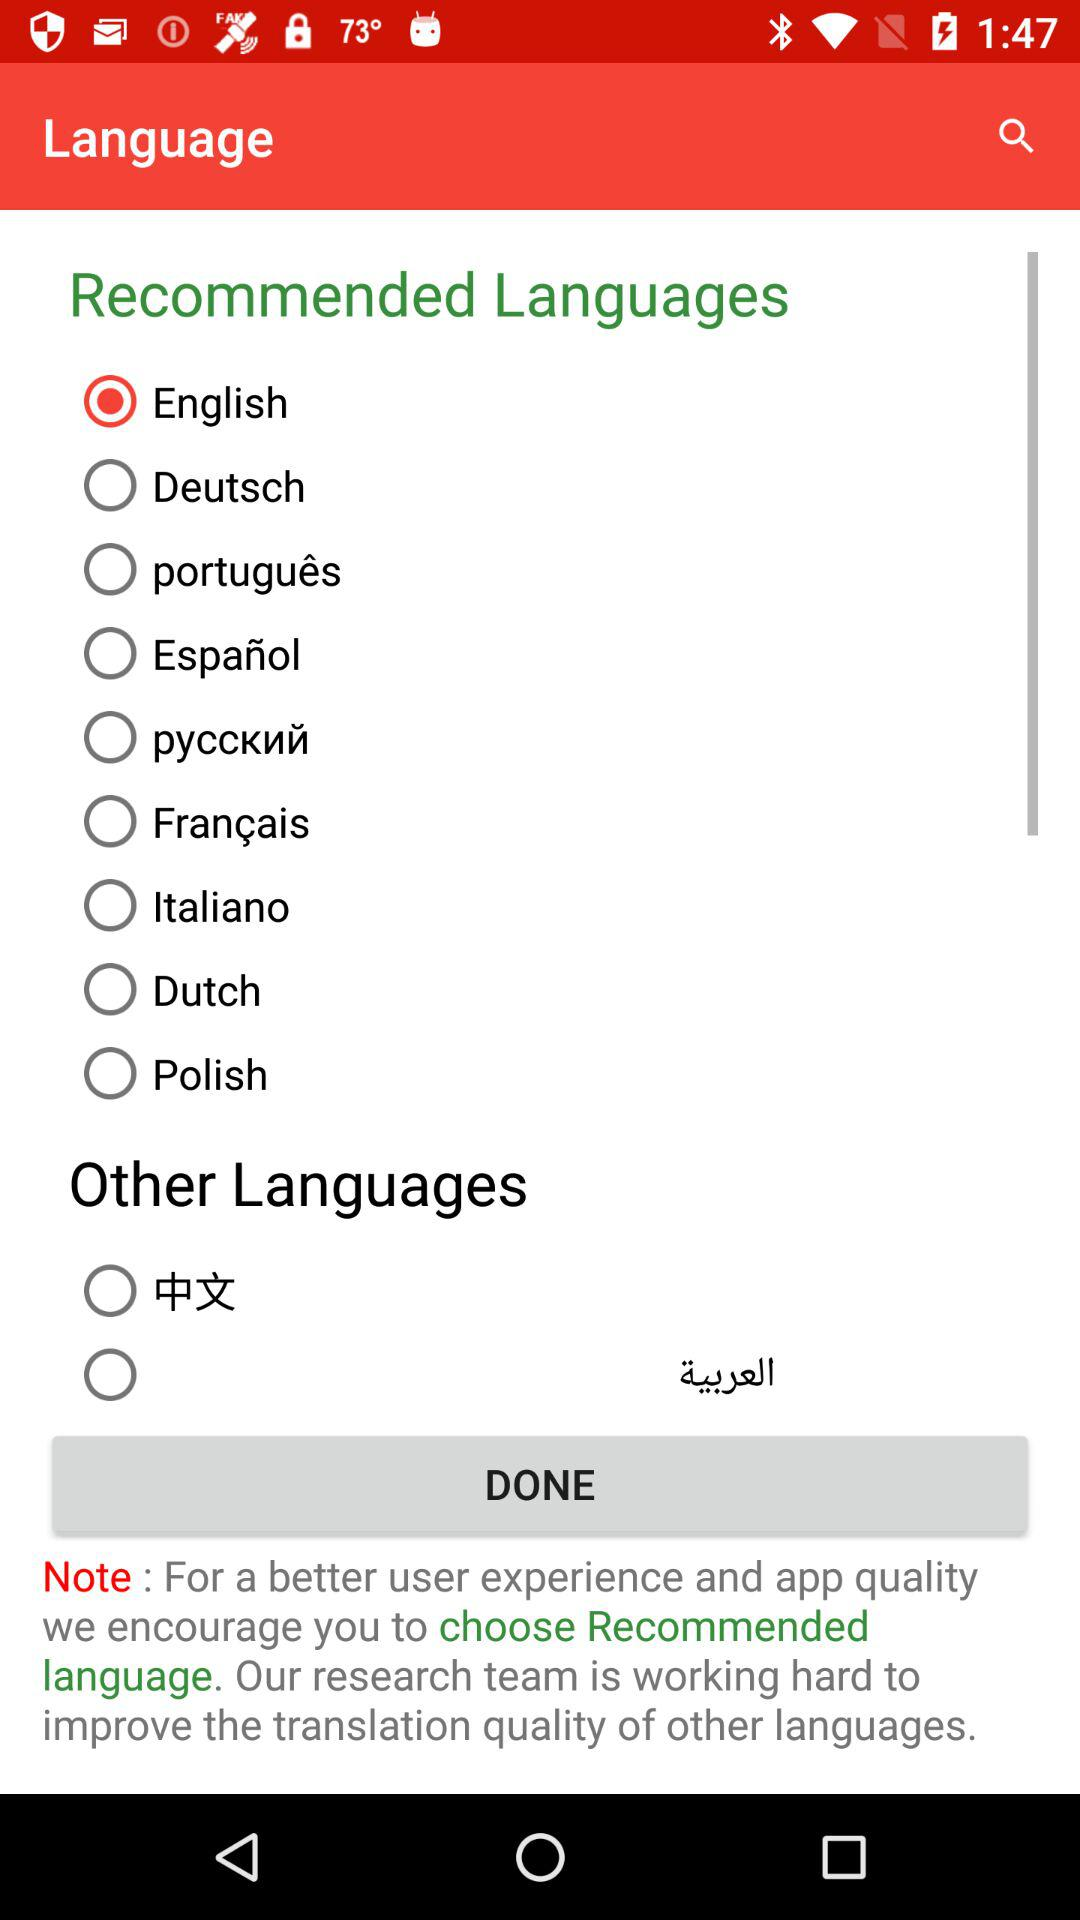 FAKE 73° 1:47
Language
Recommended Languages
English
Deutsch
português
Español
русский
Français
Italiano
Dutch
Polish
Other Languages
中文
العربية
DONE
Note : For a better user experience and app quality
we encourage you to choose Recommended
language. Our research team is working hard to
improve the translation quality of other languages.